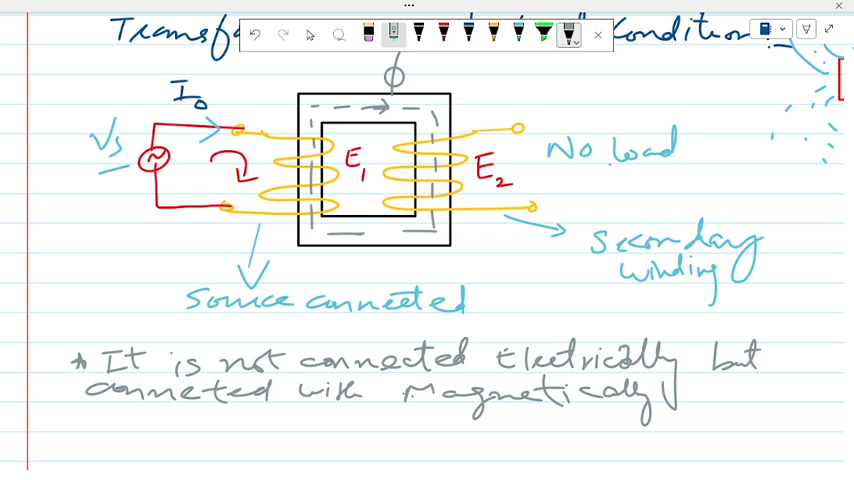 Condition:-
I0
Vs
Φ
E1
E2
No load
Secondary
winding
Source connected
* It is not connected Electrically but
conneted with Magnetically